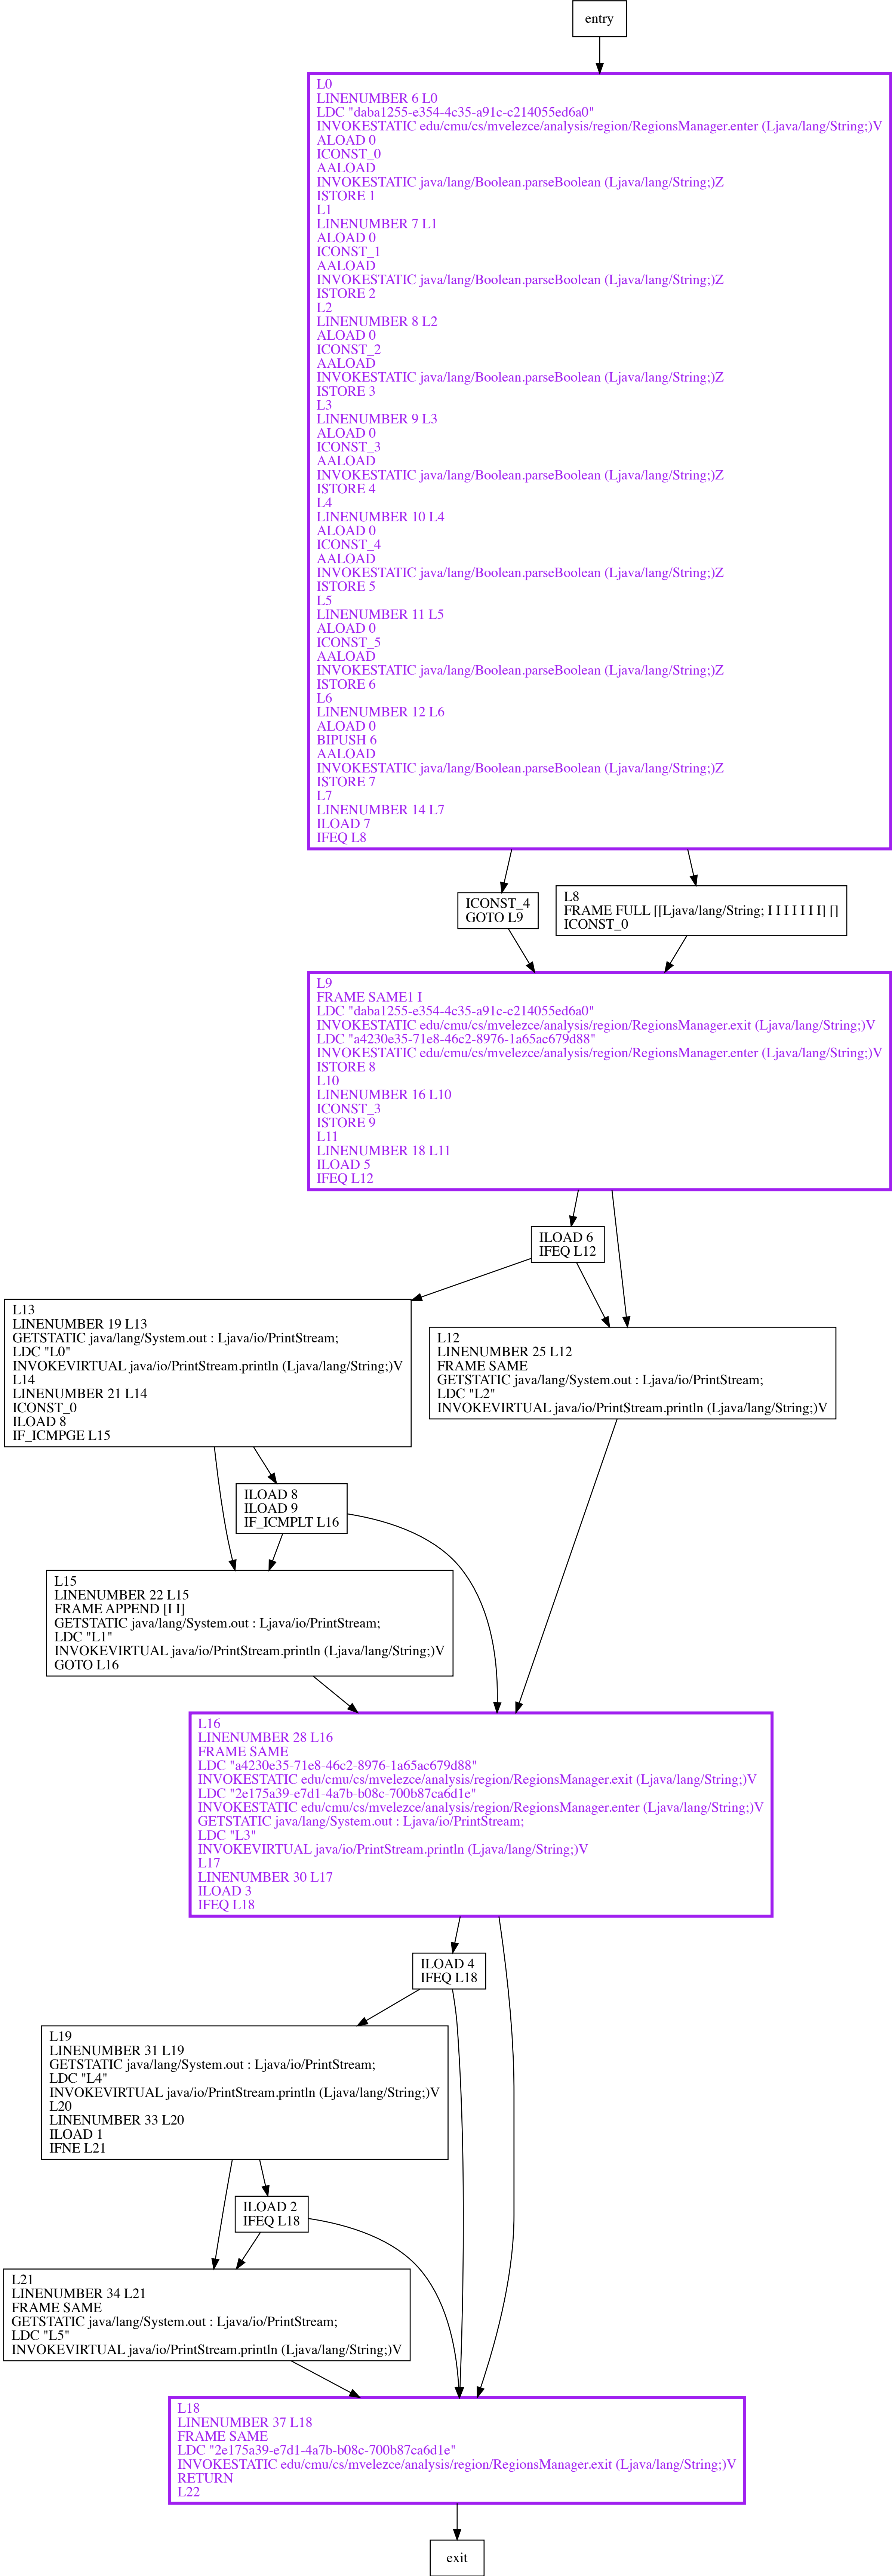 entry
L0
LINENUMBER 6 L0
LDC "daba1255-e354-4c35-a91c-c214055ed6a0"
INVOKESTATIC edu/cmu/cs/mvelezce/analysis/region/RegionsManager.enter (Ljava/lang/String;)V
ALOAD 0
ICONST_0
AALOAD
INVOKESTATIC java/lang/Boolean.parseBoolean (Ljava/lang/String;)Z
ISTORE 1
L1
LINENUMBER 7 L1
ALOAD 0
ICONST_1
AALOAD
INVOKESTATIC java/lang/Boolean.parseBoolean (Ljava/lang/String;)Z
ISTORE 2
L2
LINENUMBER 8 L2
ALOAD 0
ICONST_2
AALOAD
INVOKESTATIC java/lang/Boolean.parseBoolean (Ljava/lang/String;)Z
ISTORE 3
L3
LINENUMBER 9 L3
ALOAD 0
ICONST_3
AALOAD
INVOKESTATIC java/lang/Boolean.parseBoolean (Ljava/lang/String;)Z
ISTORE 4
L4
LINENUMBER 10 L4
ALOAD 0
ICONST_4
AALOAD
INVOKESTATIC java/lang/Boolean.parseBoolean (Ljava/lang/String;)Z
ISTORE 5
L5
LINENUMBER 11 L5
ALOAD 0
ICONST_5
AALOAD
INVOKESTATIC java/lang/Boolean.parseBoolean (Ljava/lang/String;)Z
ISTORE 6
L6
LINENUMBER 12 L6
ALOAD 0
BIPUSH 6
AALOAD
INVOKESTATIC java/lang/Boolean.parseBoolean (Ljava/lang/String;)Z
ISTORE 7
L7
LINENUMBER 14 L7
ILOAD 7
IFEQ L8
ICONST_4
GOTO L9
L8
FRAME FULL [[Ljava/lang/String; I I I I I I I] []
ICONST_0
L9
FRAME SAME1 I
LDC "daba1255-e354-4c35-a91c-c214055ed6a0"
INVOKESTATIC edu/cmu/cs/mvelezce/analysis/region/RegionsManager.exit (Ljava/lang/String;)V
LDC "a4230e35-71e8-46c2-8976-1a65ac679d88"
INVOKESTATIC edu/cmu/cs/mvelezce/analysis/region/RegionsManager.enter (Ljava/lang/String;)V
ISTORE 8
L10
LINENUMBER 16 L10
ICONST_3
ISTORE 9
L11
LINENUMBER 18 L11
ILOAD 5
IFEQ L12
ILOAD 6
IFEQ L12
L13
LINENUMBER 19 L13
GETSTATIC java/lang/System.out : Ljava/io/PrintStream;
LDC "L0"
INVOKEVIRTUAL java/io/PrintStream.println (Ljava/lang/String;)V
L14
LINENUMBER 21 L14
ICONST_0
ILOAD 8
IF_ICMPGE L15
L12
LINENUMBER 25 L12
FRAME SAME
GETSTATIC java/lang/System.out : Ljava/io/PrintStream;
LDC "L2"
INVOKEVIRTUAL java/io/PrintStream.println (Ljava/lang/String;)V
ILOAD 8
ILOAD 9
IF_ICMPLT L16
L15
LINENUMBER 22 L15
FRAME APPEND [I I]
GETSTATIC java/lang/System.out : Ljava/io/PrintStream;
LDC "L1"
INVOKEVIRTUAL java/io/PrintStream.println (Ljava/lang/String;)V
GOTO L16
L16
LINENUMBER 28 L16
FRAME SAME
LDC "a4230e35-71e8-46c2-8976-1a65ac679d88"
INVOKESTATIC edu/cmu/cs/mvelezce/analysis/region/RegionsManager.exit (Ljava/lang/String;)V
LDC "2e175a39-e7d1-4a7b-b08c-700b87ca6d1e"
INVOKESTATIC edu/cmu/cs/mvelezce/analysis/region/RegionsManager.enter (Ljava/lang/String;)V
GETSTATIC java/lang/System.out : Ljava/io/PrintStream;
LDC "L3"
INVOKEVIRTUAL java/io/PrintStream.println (Ljava/lang/String;)V
L17
LINENUMBER 30 L17
ILOAD 3
IFEQ L18
ILOAD 4
IFEQ L18
L19
LINENUMBER 31 L19
GETSTATIC java/lang/System.out : Ljava/io/PrintStream;
LDC "L4"
INVOKEVIRTUAL java/io/PrintStream.println (Ljava/lang/String;)V
L20
LINENUMBER 33 L20
ILOAD 1
IFNE L21
ILOAD 2
IFEQ L18
L21
LINENUMBER 34 L21
FRAME SAME
GETSTATIC java/lang/System.out : Ljava/io/PrintStream;
LDC "L5"
INVOKEVIRTUAL java/io/PrintStream.println (Ljava/lang/String;)V
L18
LINENUMBER 37 L18
FRAME SAME
LDC "2e175a39-e7d1-4a7b-b08c-700b87ca6d1e"
INVOKESTATIC edu/cmu/cs/mvelezce/analysis/region/RegionsManager.exit (Ljava/lang/String;)V
RETURN
L22
exit